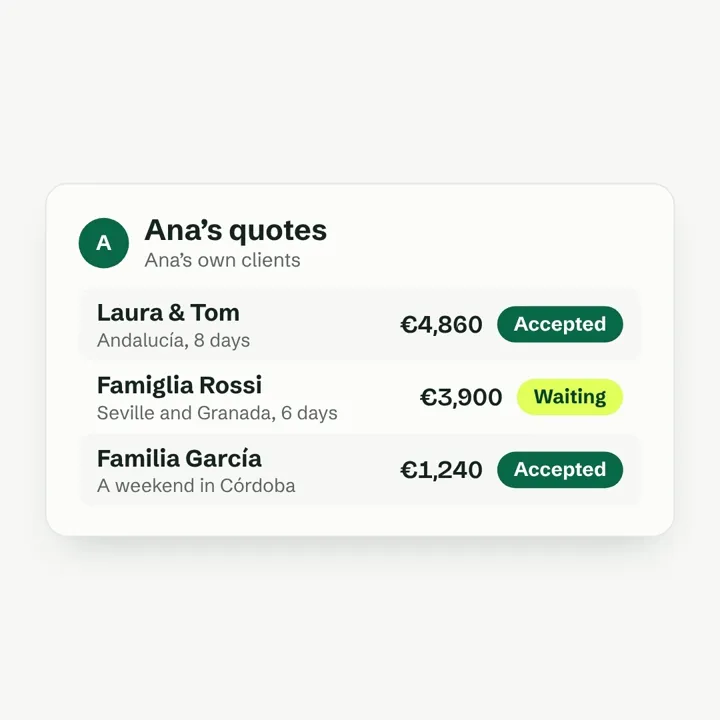 A
Ana’s quotes
Ana’s own clients
Laura & Tom
Andalucía, 8 days
€4,860
Accepted
Famiglia Rossi
Seville and Granada, 6 days
€3,900
Waiting
Familia García
A weekend in Córdoba
€1,240
Accepted